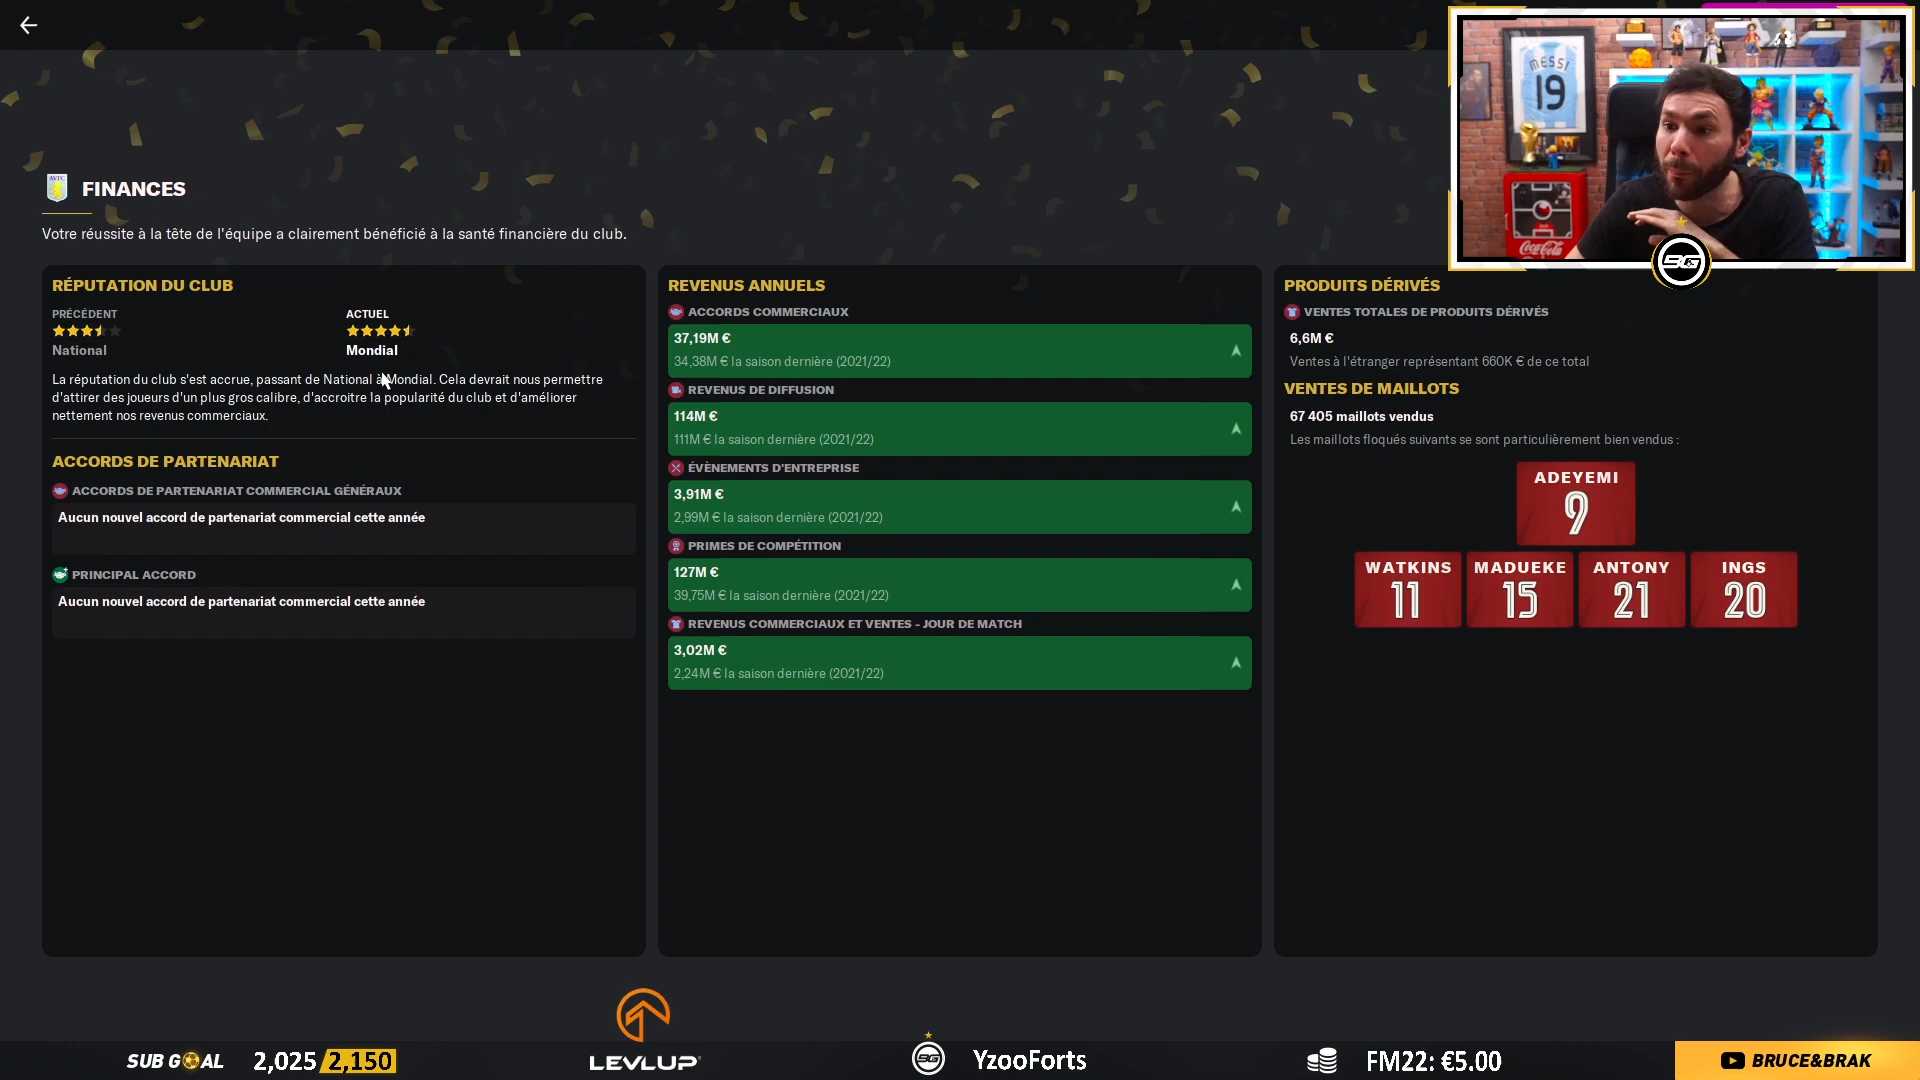 MESSI
19
Coca-Cola
AVFC
FINANCES
Votre réussite à la tête de l'équipe a clairement bénéficié à la santé financière du club.
RÉPUTATION DU CLUB
PRÉCÉDENT
ACTUEL
National
Mondial
La réputation du club s'est accrue, passant de National à Mondial. Cela devrait nous permettre
d'attirer des joueurs d'un plus gros calibre, d'accroitre la popularité du club et d'améliorer
nettement nos revenus commerciaux.
ACCORDS DE PARTENARIAT
ACCORDS DE PARTENARIAT COMMERCIAL GÉNÉRAUX
Aucun nouvel accord de partenariat commercial cette année
PRINCIPAL ACCORD
Aucun nouvel accord de partenariat commercial cette année
REVENUS ANNUELS
ACCORDS COMMERCIAUX
37,19M €
34,38M € la saison dernière (2021/22)
REVENUS DE DIFFUSION
114M €
111M € la saison dernière (2021/22)
ÉVÈNEMENTS D'ENTREPRISE
3,91M €
2,99M € la saison dernière (2021/22)
PRIMES DE COMPÉTITION
127M €
39,75M € la saison dernière (2021/22)
REVENUS COMMERCIAUX ET VENTES - JOUR DE MATCH
3,02M €
2,24M € la saison dernière (2021/22)
PRODUITS DÉRIVÉS
VENTES TOTALES DE PRODUITS DÉRIVÉS
6,6M €
Ventes à l'étranger représentant 660K € de ce total
VENTES DE MAILLOTS
67 405 maillots vendus
Les maillots floqués suivants se sont particulièrement bien vendus :
ADEYEMI
9
WATKINS
11
MADUEKE
15
ANTONY
21
INGS
20
SUB GOAL 2,025 2,150
LEVLUP
YzooForts
FM22: €5.00
BRUCE&BRAK